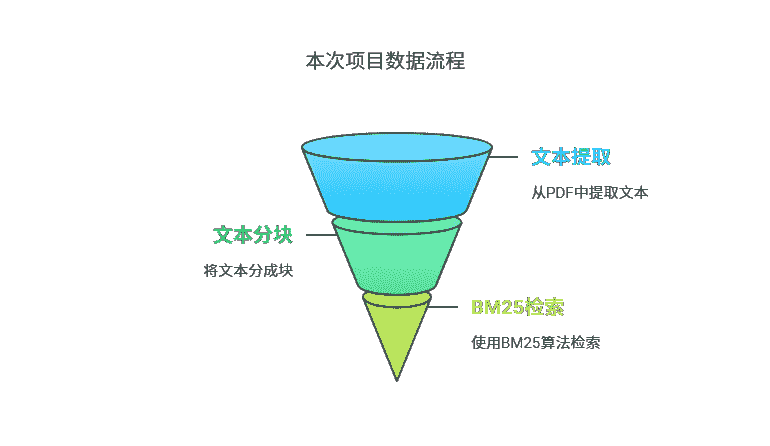 本次项目数据流程
文本提取
从PDF中提取文本
文本分块
将文本分成块
BM25检索
使用BM25算法检索